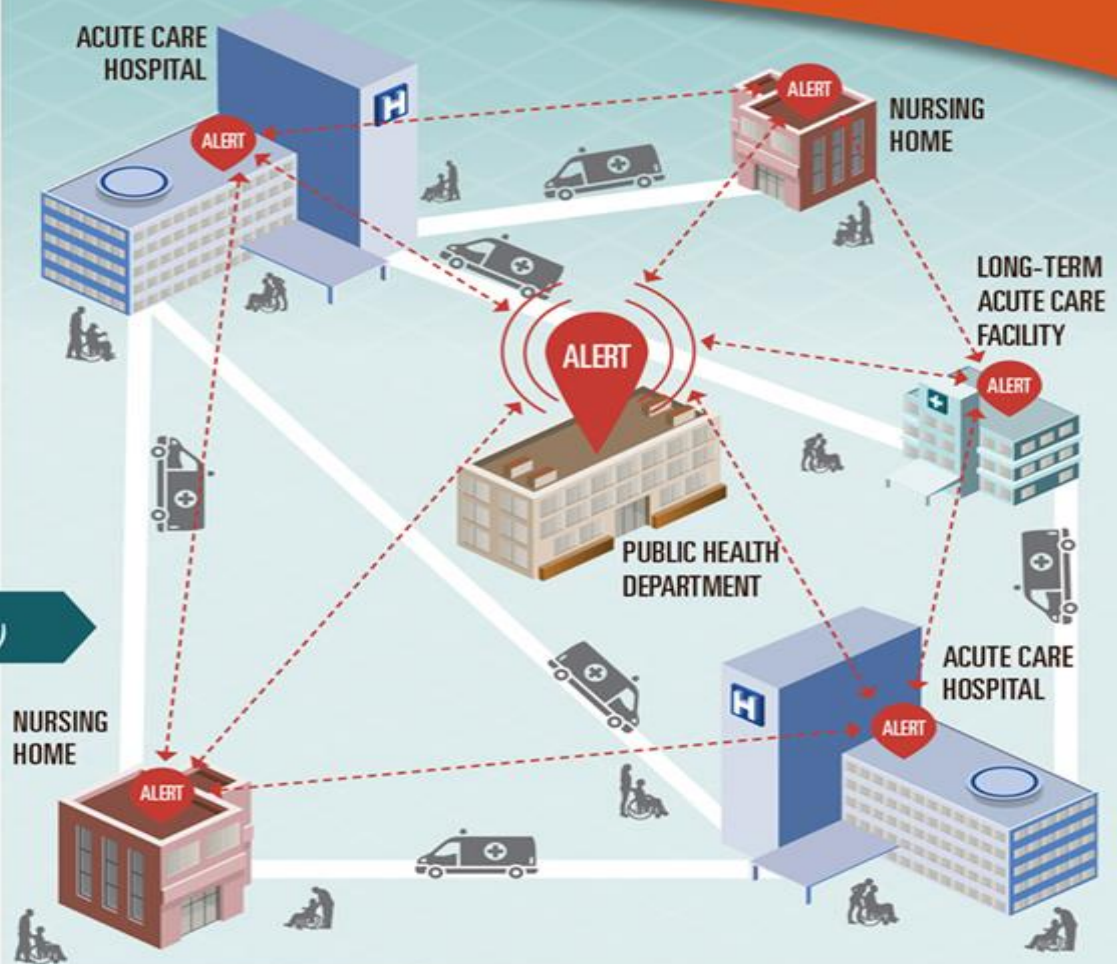 ACUTE CARE
HOSPITAL
H
ALERT
ALERT
NURSING
HOME
LONG-TERM
ACUTE CARE
FACILITY
ALERT
ALERT
PUBLIC HEALTH
DEPARTMENT
ACUTE CARE
HOSPITAL
H
ALERT
NURSING
HOME
ALERT